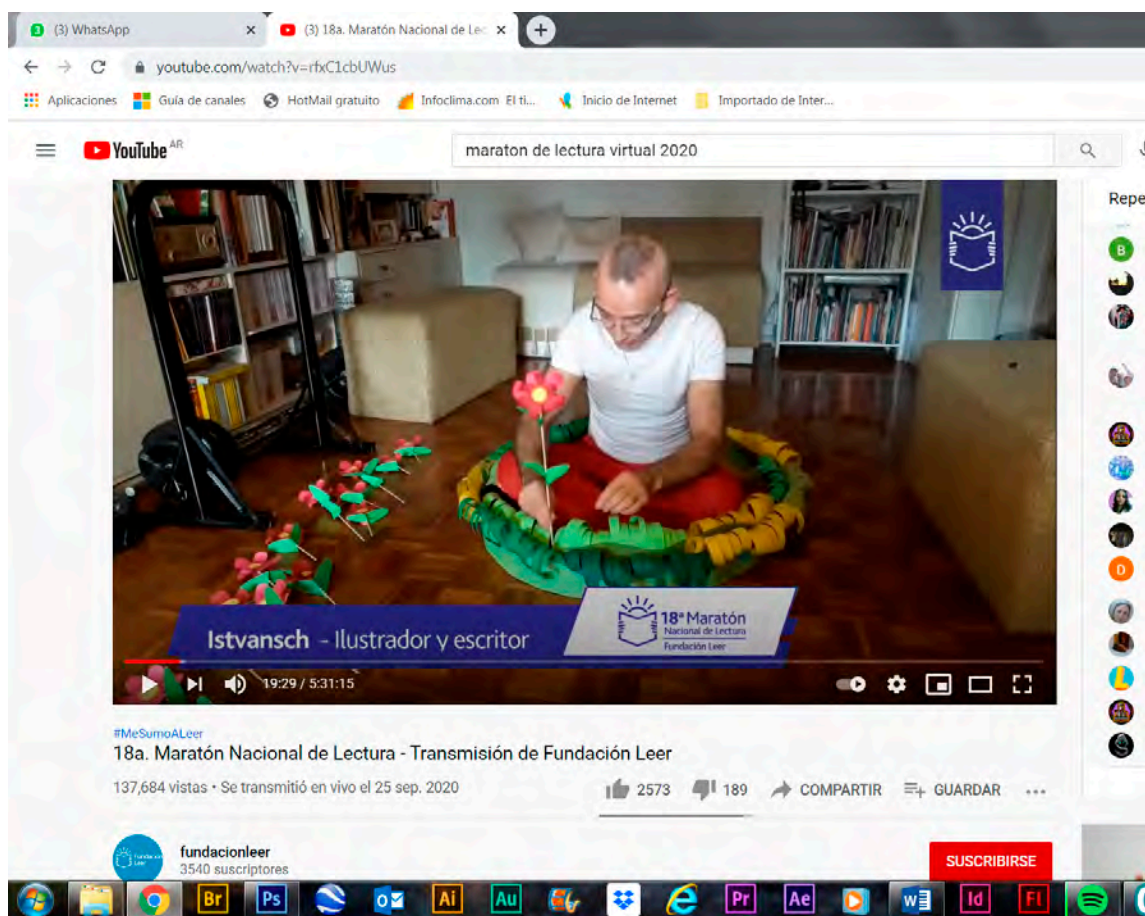 (3) WhatsApp
(3) 18a. Maratón Nacional de Lec
youtube.com/watch?v=rfxC1cbUWus
Aplicaciones Guía de canales HotMail gratuito Infoclima.com El ti... Inicio de Internet Importado de Inter...
YouTube AR
maraton de lectura virtual 2020
Repe
B
D
Istvansch - Ilustrador y escritor
18ª Maratón
Nacional de Lectura
Fundación Leer
19:29 / 5:31:15
#MeSumoALeer
18a. Maratón Nacional de Lectura - Transmisión de Fundación Leer
137,684 vistas • Se transmitió en vivo el 25 sep. 2020
2573 189 COMPARTIR GUARDAR
Fundación
Leer
fundacionleer
3540 suscriptores
SUSCRIBIRSE
Br Ps Ai Au Pr Ae Id Fl